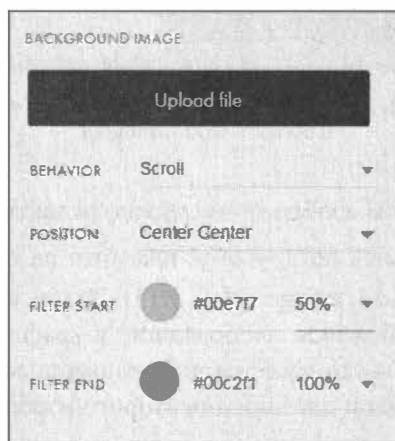 BACKGROUND IMAGE
Upload file
BEHAVIOR Scroll
POSITION Center Center
FILTER START #00e7f7 50%
FILTER END #00c2f1 100%